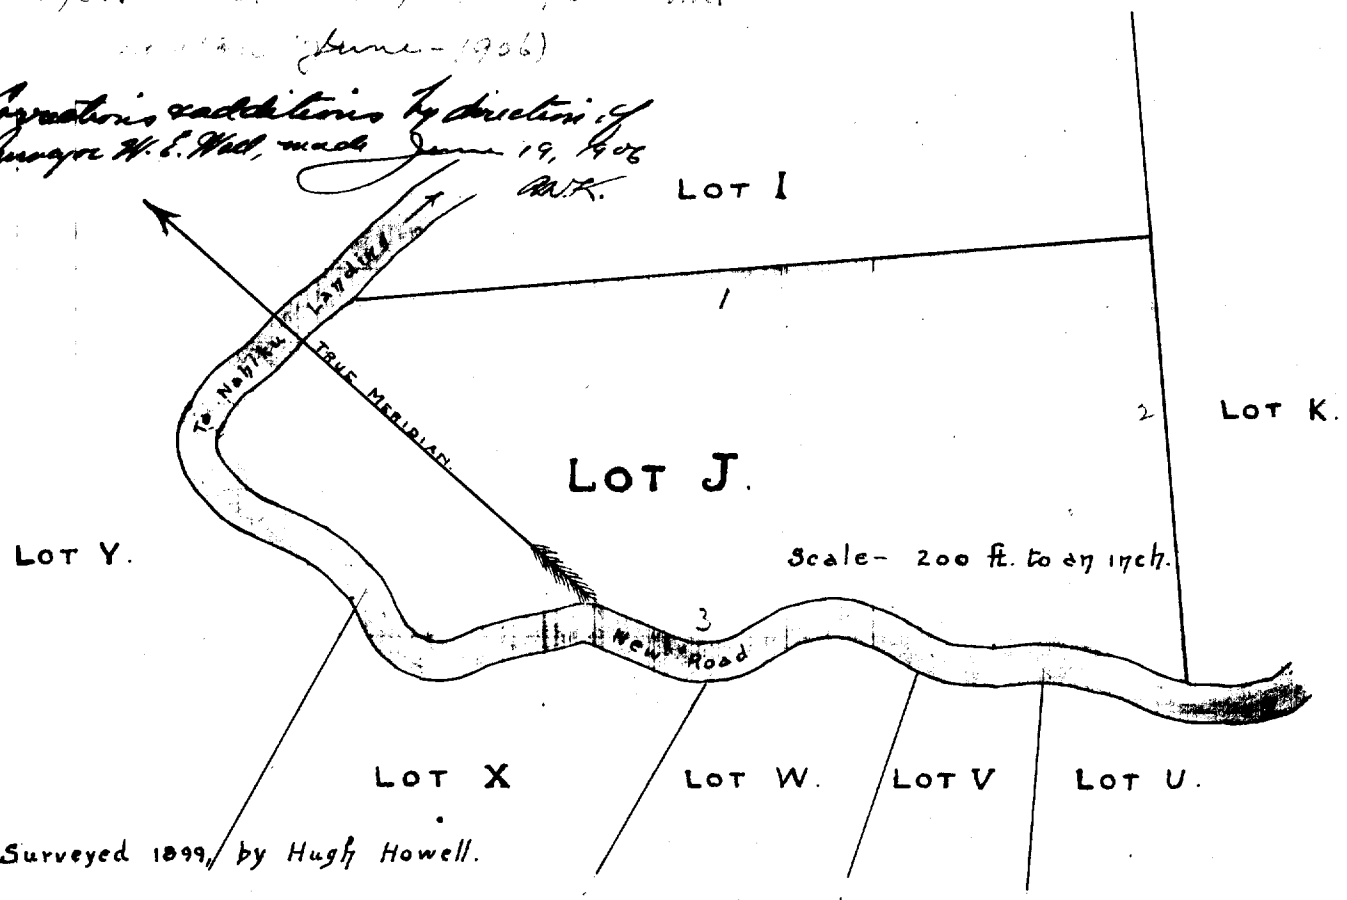 June - 1906)
Corrections & additions by direction of
Surveyor W. E. Wall, made June 19, 1906
A.W.K.
LOT I
To Nahiku Landing
1
TRUE MERIDIAN.
2
LOT K.
LOT J.
LOT Y.
Scale - 200 ft. to an inch.
3
New Road
LOT X
LOT W.
LOT V
LOT U.
Surveyed 1899, by Hugh Howell.